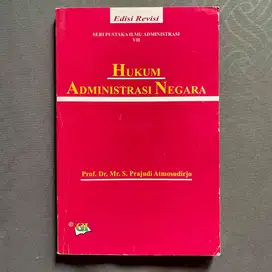 Edisi Revisi
SERI PUSTAKA ILMU ADMINISTRASI
VII
HUKUM
ADMINISTRASI NEGARA
Prof. Dr. Mr. S. Prajudi Atmosudirjo